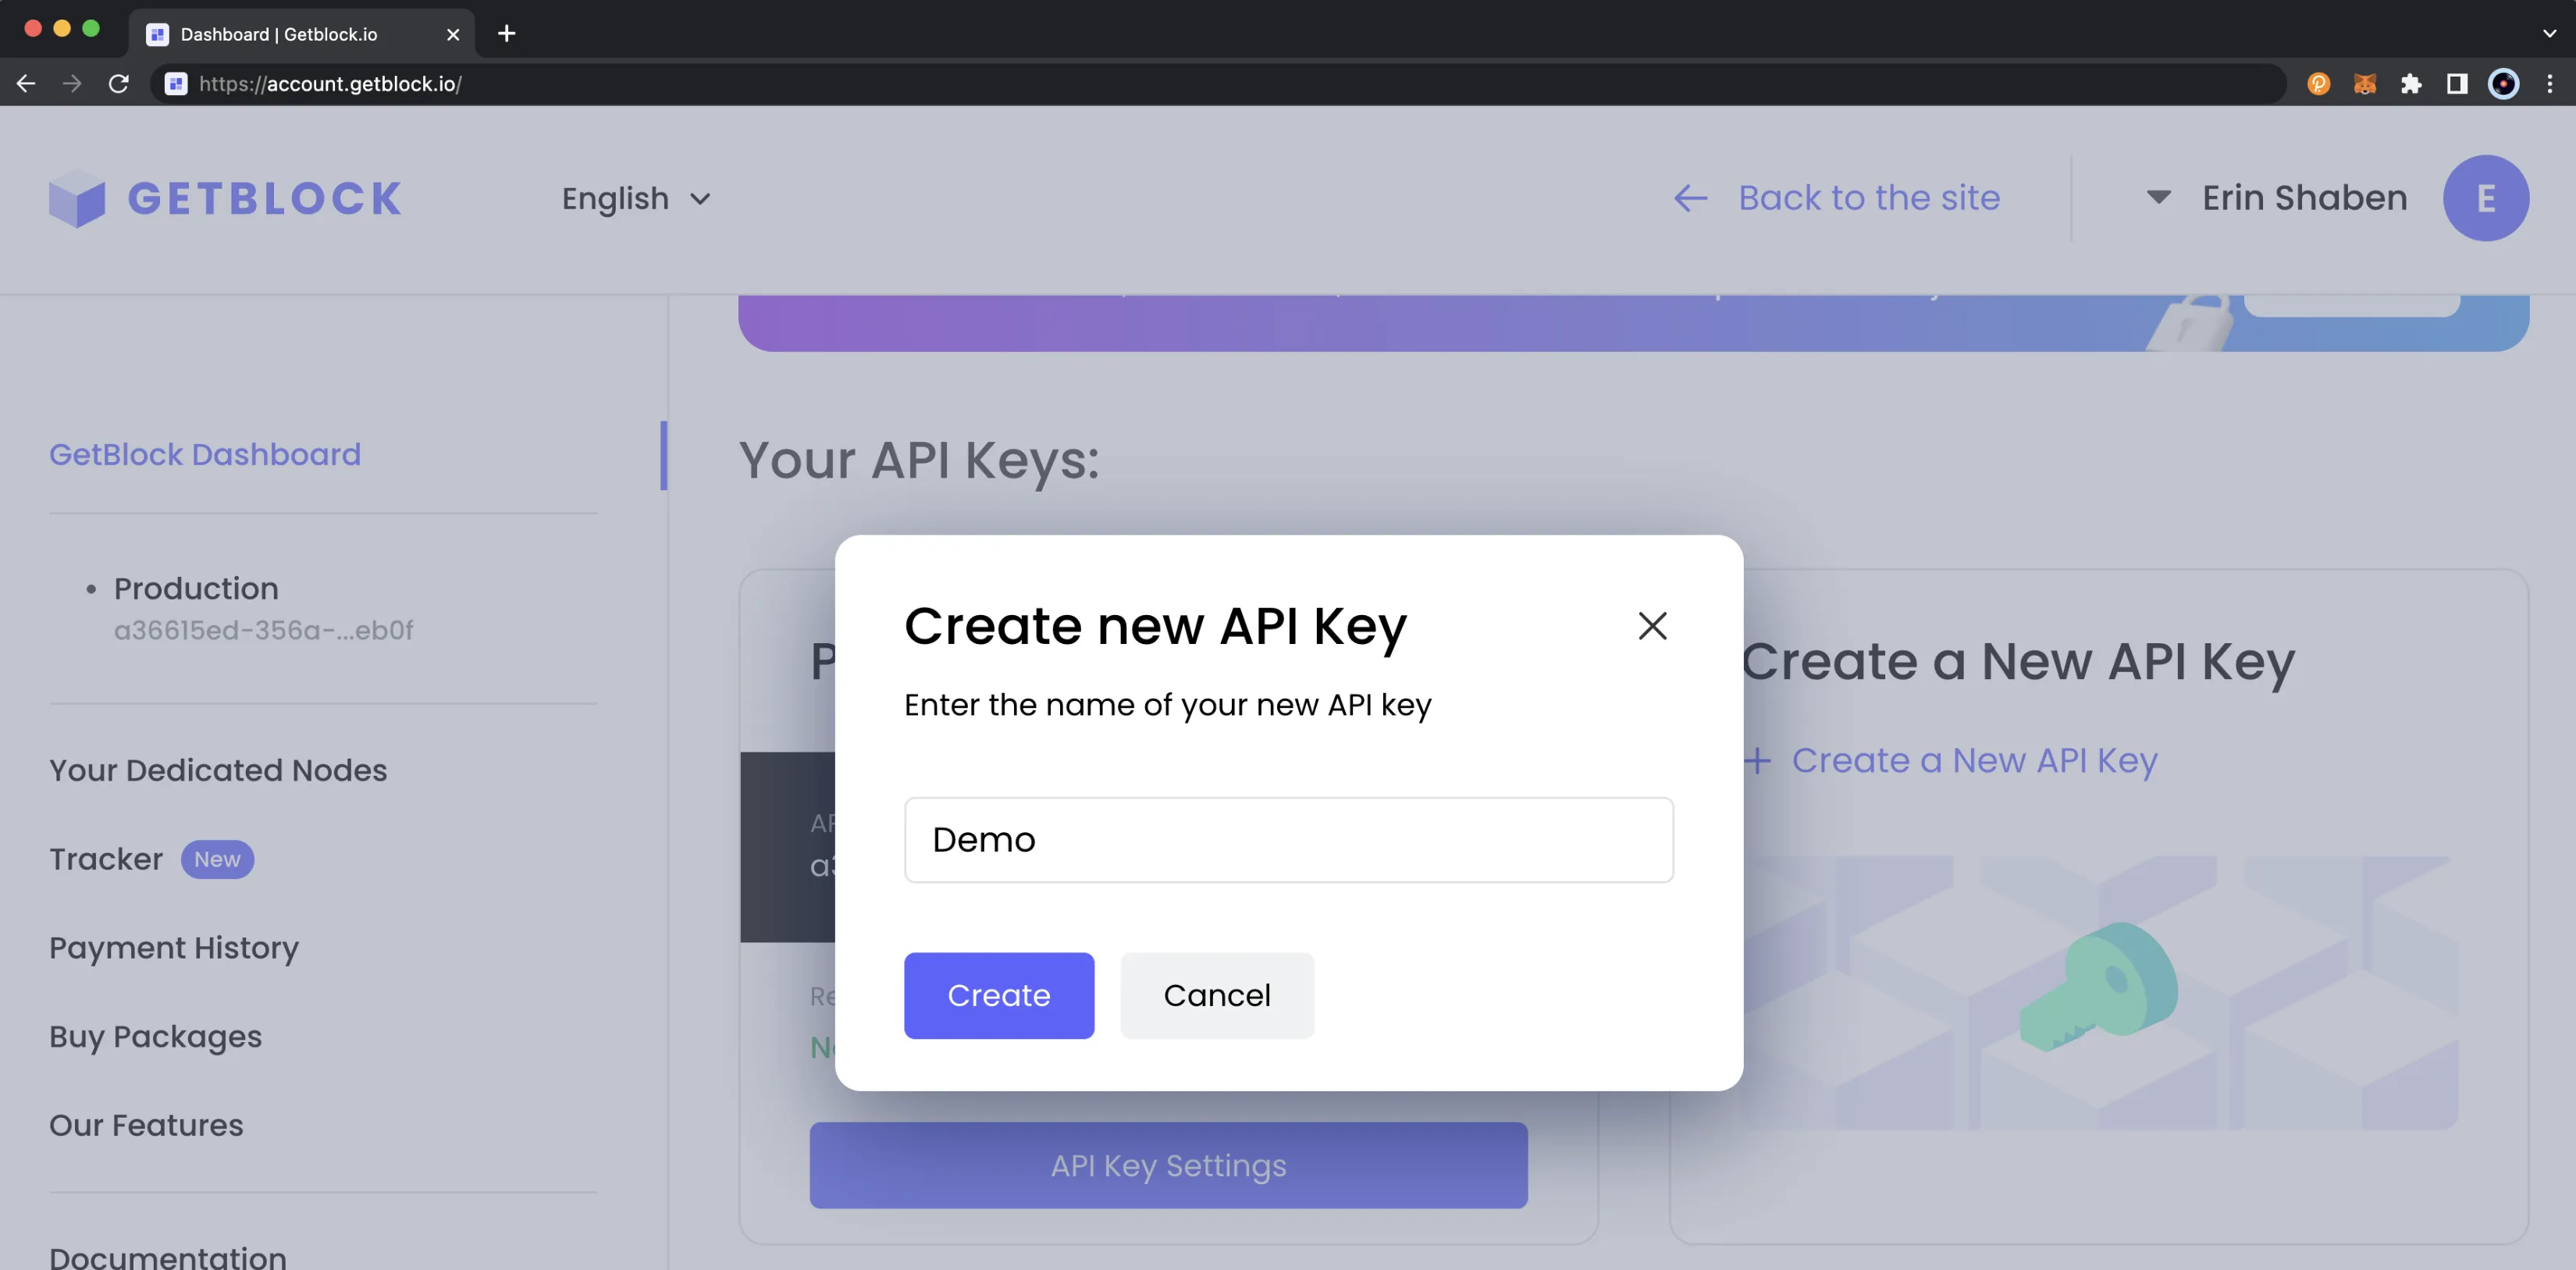 Dashboard | Getblock.io
https://account.getblock.io/
GETBLOCK
English
Back to the site
Erin Shaben
E
GetBlock Dashboard
Production
a36615ed-356a-...eb0f
Your Dedicated Nodes
Tracker New
Payment History
Buy Packages
Our Features
Documentation
Your API Keys:
Create new API Key
Enter the name of your new API key
Demo
Create Cancel
API Key Settings
Create a New API Key
+ Create a New API Key